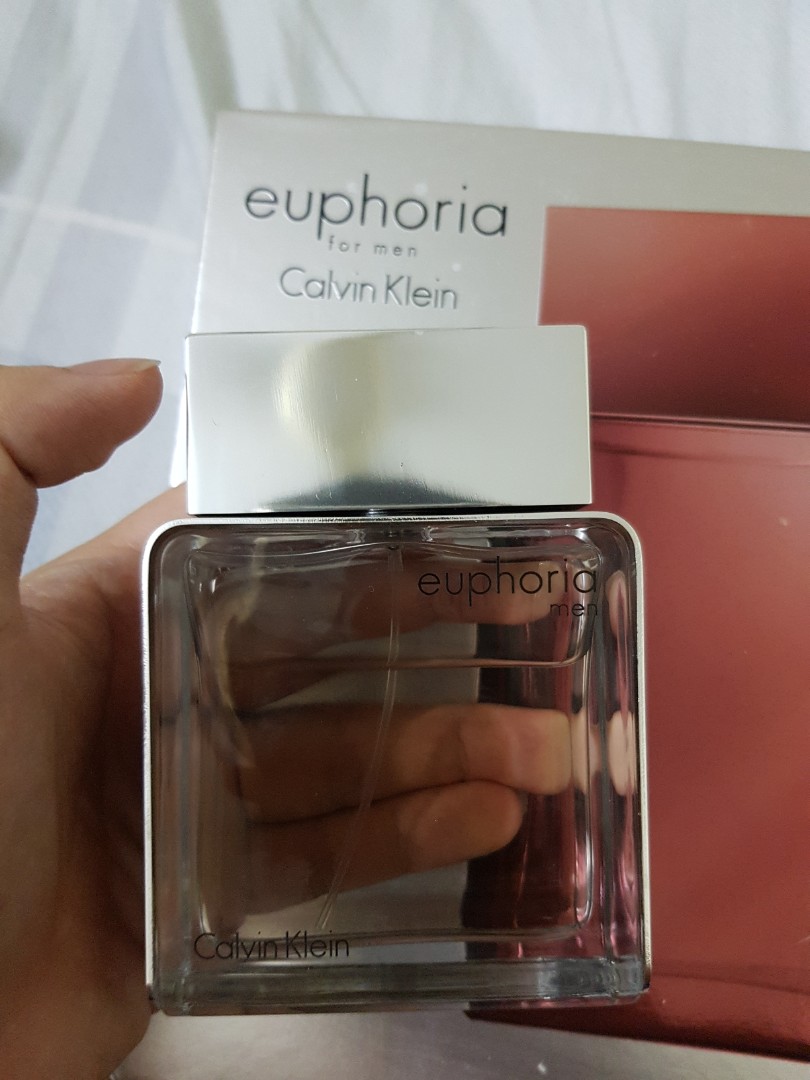 euphoria
for men
Calvin Klein
euphoria
men
Calvin Klein